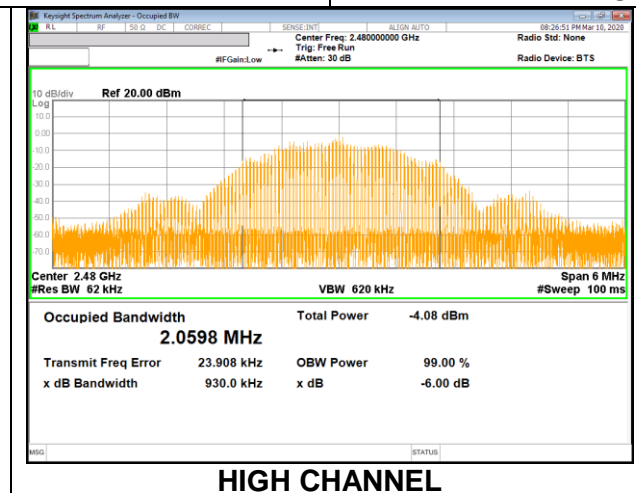 Keysight Spectrum Analyzer - Occupied BW
RL RF 50 Ω DC CORREC SENSE:INT ALIGN AUTO 08:26:51 PM Mar 10, 2020
Center Freq: 2.480000000 GHz Radio Std: None
Trig: Free Run
#IFGain:Low #Atten: 30 dB Radio Device: BTS
10 dB/div Ref 20.00 dBm
Log
10.0
0.00
-10.0
-20.0
-30.0
-40.0
-50.0
-60.0
-70.0
Center 2.48 GHz Span 6 MHz
#Res BW 62 kHz VBW 620 kHz #Sweep 100 ms
Occupied Bandwidth Total Power -4.08 dBm
2.0598 MHz
Transmit Freq Error 23.908 kHz OBW Power 99.00 %
x dB Bandwidth 930.0 kHz x dB -6.00 dB
MSG STATUS
HIGH CHANNEL